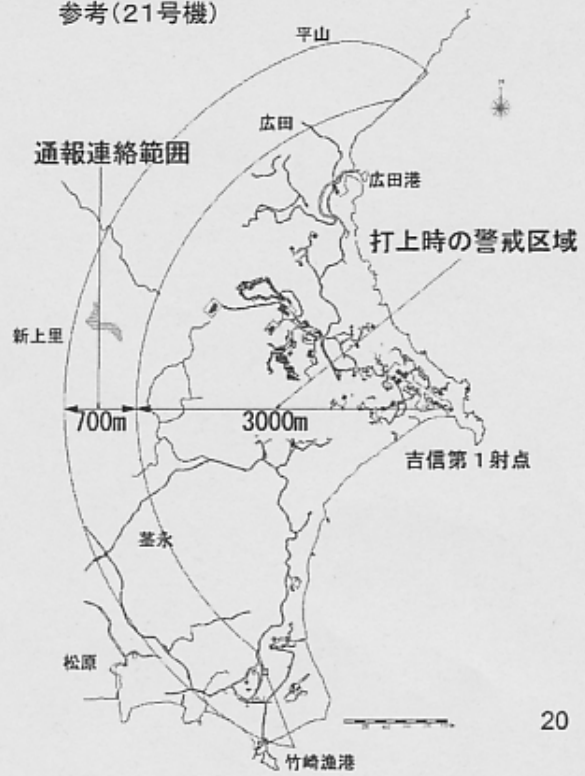 参考(21号機)
平山
広田
通報連絡範囲
広田港
打上時の警戒区域
新上里
700m
3000m
吉信第1射点
茎永
松原
竹崎漁港
20